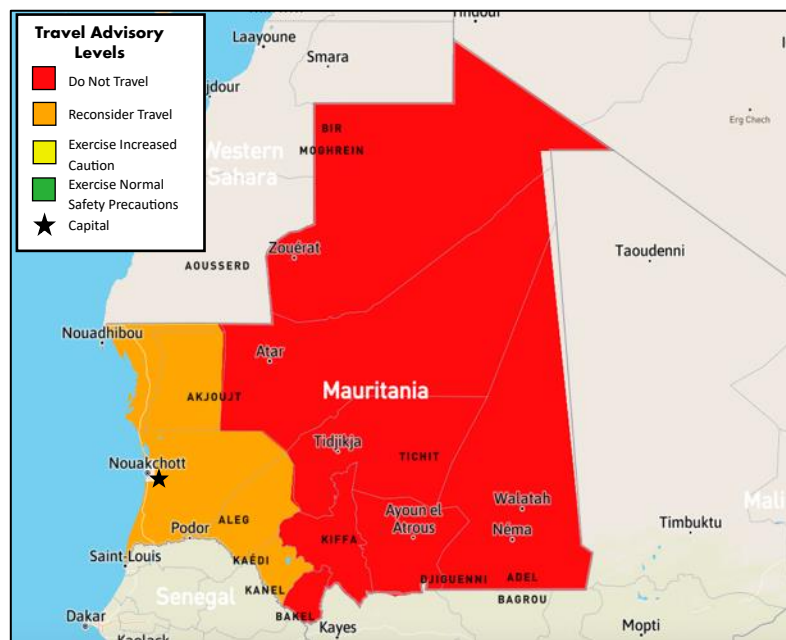 Travel Advisory
Levels
Do Not Travel
Reconsider Travel
Exercise Increased
Caution
Exercise Normal
Safety Precautions
Capital
Laayoune
Smara
jdour
BIR
MOGHREIN
Western
Sahara
Erg Chech
Zouérat
Taoudenni
AOUSSERD
Nouadhibou
Atar
Mauritania
AKJOUJT
Tidjikja
TICHIT
Nouakchott
Walatah
Ayoun el
Atrous
Néma
Mali
Timbuktu
ALEG
Podor
KIFFA
Saint-Louis
KAÉDI
DJIGUENNI
ADEL
BAGROU
KANEL
Senegal
BAKEL
Dakar
Kayes
Mopti
Kaolack